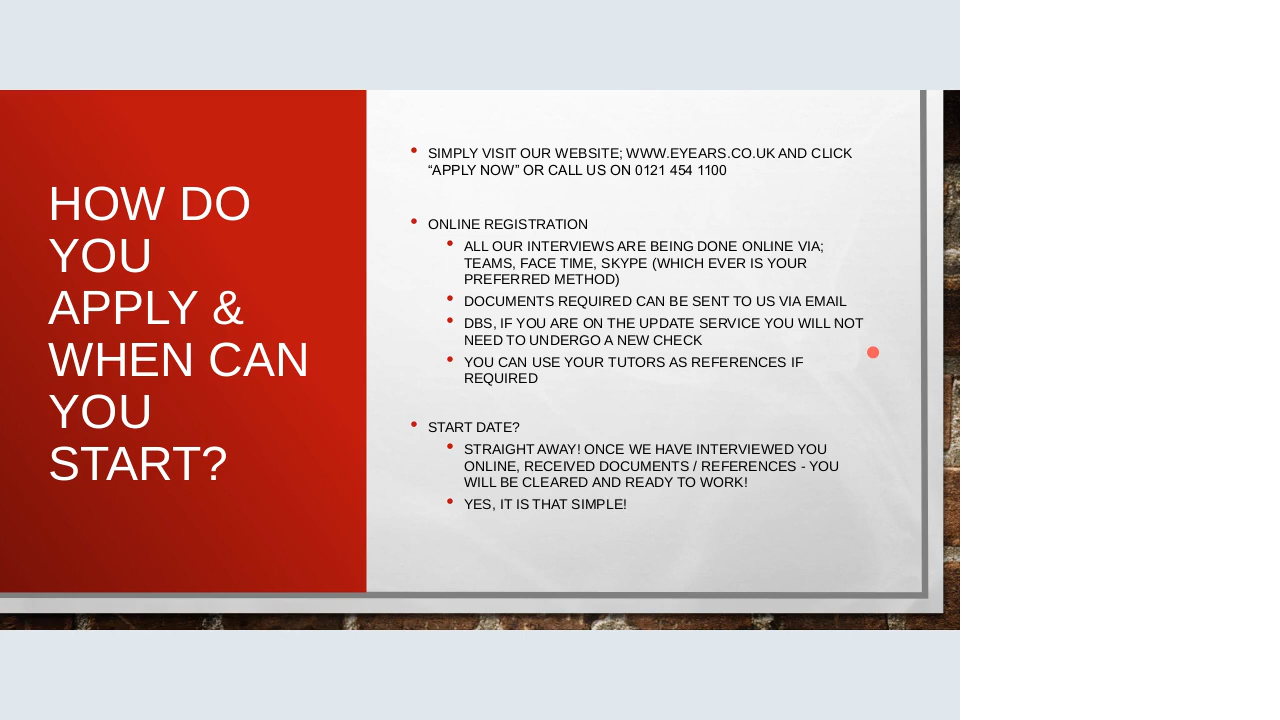 HOW DO
YOU
APPLY &
WHEN CAN
YOU
START?
• SIMPLY VISIT OUR WEBSITE; WWW.EYEARS.CO.UK AND CLICK
“APPLY NOW” OR CALL US ON 0121 454 1100
• ONLINE REGISTRATION
• ALL OUR INTERVIEWS ARE BEING DONE ONLINE VIA;
TEAMS, FACE TIME, SKYPE (WHICH EVER IS YOUR
PREFERRED METHOD)
• DOCUMENTS REQUIRED CAN BE SENT TO US VIA EMAIL
• DBS, IF YOU ARE ON THE UPDATE SERVICE YOU WILL NOT
NEED TO UNDERGO A NEW CHECK
• YOU CAN USE YOUR TUTORS AS REFERENCES IF
REQUIRED
• START DATE?
• STRAIGHT AWAY! ONCE WE HAVE INTERVIEWED YOU
ONLINE, RECEIVED DOCUMENTS / REFERENCES - YOU
WILL BE CLEARED AND READY TO WORK!
• YES, IT IS THAT SIMPLE!